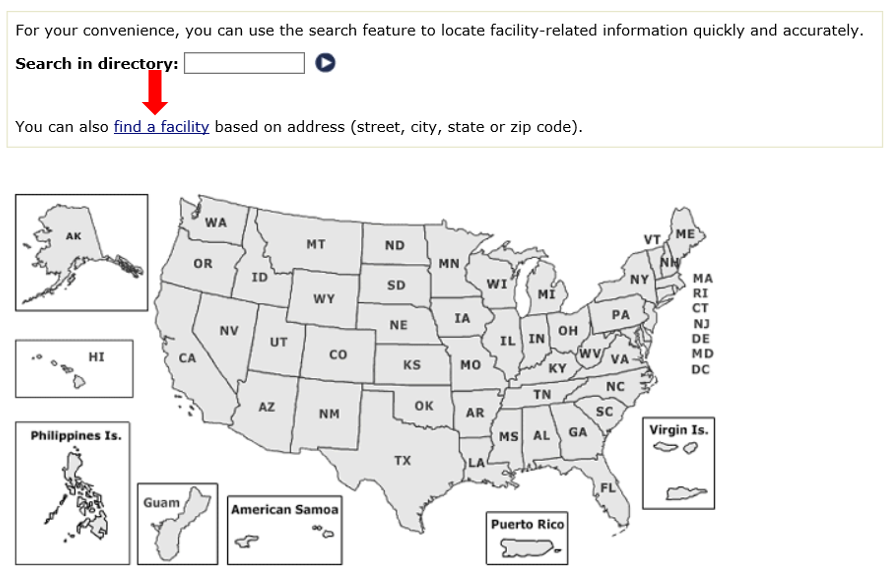 For your convenience, you can use the search feature to locate facility-related information quickly and accurately.
Search in directory:
You can also find a facility based on address (street, city, state or zip code).
AK
WA
OR
MT
ID
WY
ND
SD
NE
MN
WI
MI
VT
ME
NH
NY
MA
RI
CT
NJ
DE
MD
DC
HI
CA
NV
UT
CO
KS
IA
MO
IL
IN
OH
PA
WV
VA
KY
AZ
NM
OK
AR
TN
NC
SC
TX
LA
MS
AL
GA
FL
Philippines Is.
Guam
American Samoa
Puerto Rico
Virgin Is.